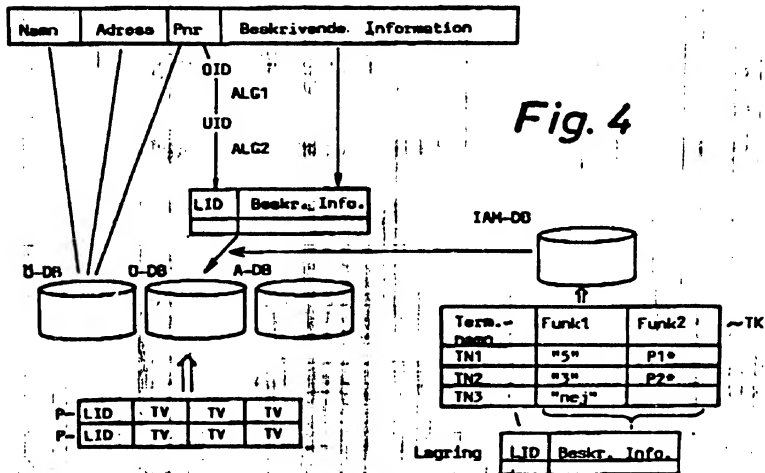 Namn Adress Pnr Beskrivende Information
OID
ALG1
UID
ALG2
Fig. 4
LID Beskr. Info.
IAM-DB
Ö-DB O-DB A-DB
Term.- namn Funk1 Funk2 ~TK
TN1 "5" P1*
TN2 "3" P2*
TN3 "nej"
P- LID TV TV TV
P- LID TV TV TV
Lagring LID Beskr. Info.